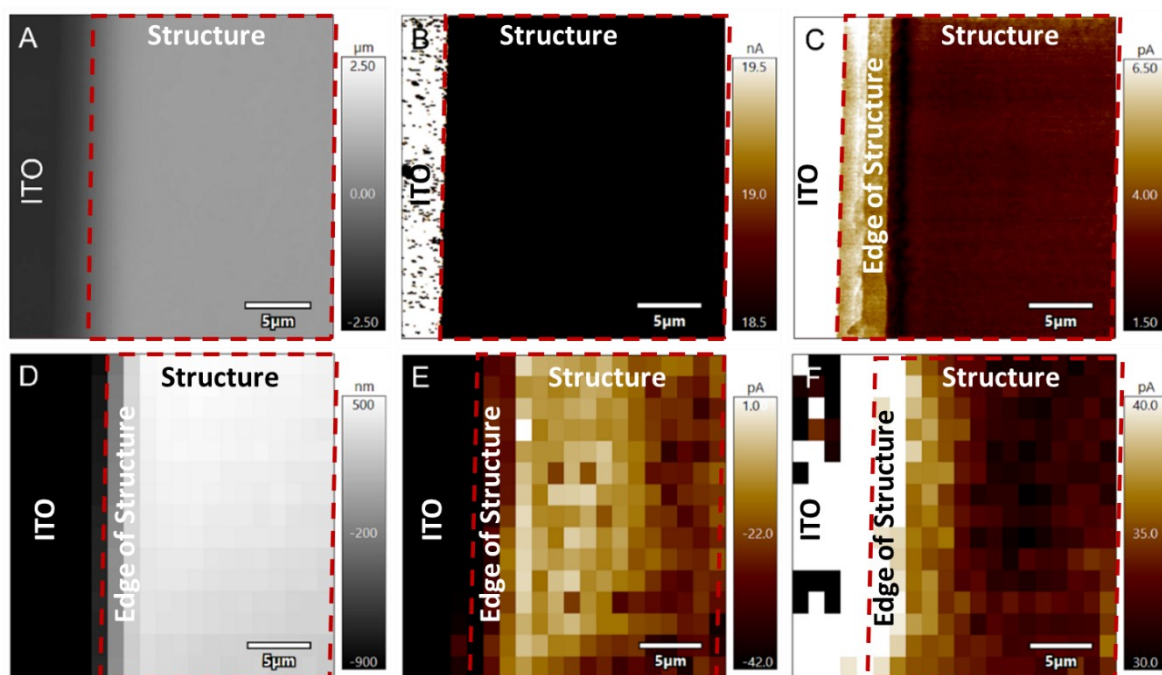 A
Structure
ITO
5µm
µm
2.50
0.00
-2.50
B
Structure
ITO
5µm
nA
19.5
19.0
18.5
C
Structure
ITO
Edge of Structure
5µm
pA
6.50
4.00
1.50
D
Structure
ITO
Edge of Structure
5µm
nm
500
-200
-900
E
Structure
ITO
Edge of Structure
5µm
pA
1.0
-22.0
-42.0
F
Structure
ITO
Edge of Structure
5µm
pA
40.0
35.0
30.0